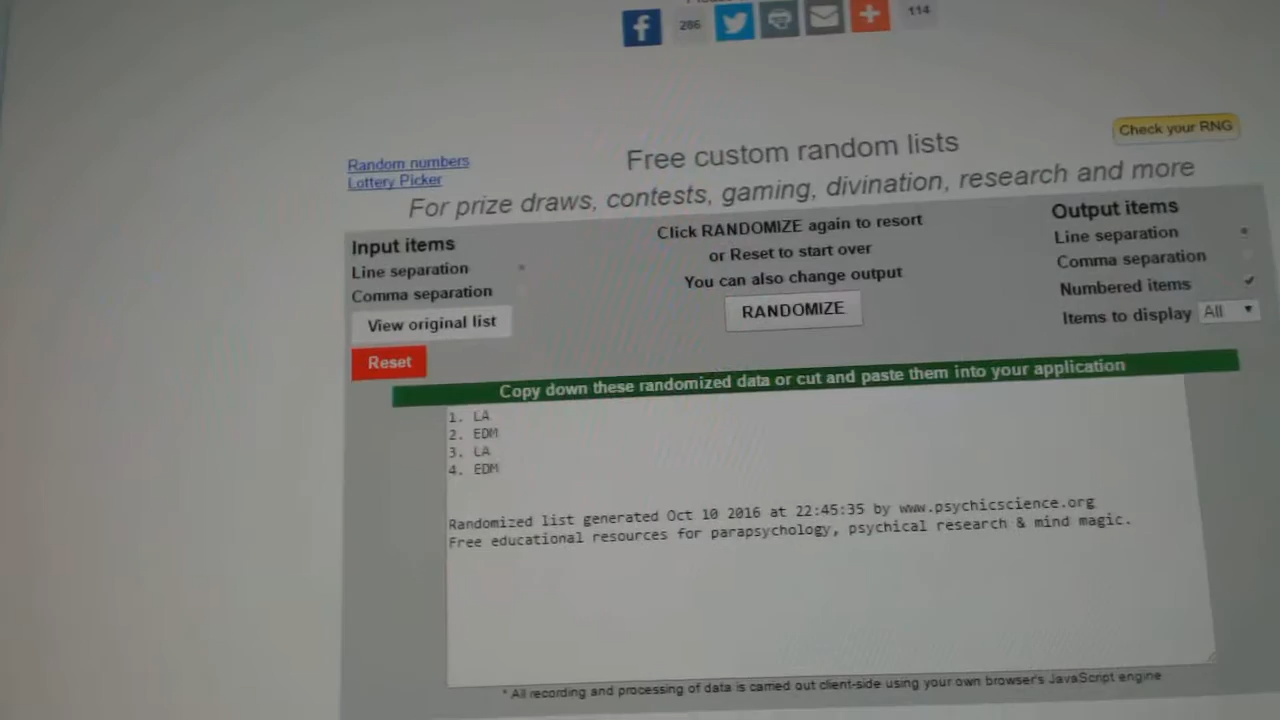 286
114
Check your RNG
Random numbers
Lottery Picker
Free custom random lists
For prize draws, contests, gaming, divination, research and more
Input items
Line separation
Comma separation
View original list
Reset
Click RANDOMIZE again to resort
or Reset to start over
You can also change output
RANDOMIZE
Output items
Line separation
Comma separation
Numbered items
Items to display All
Copy down these randomized data or cut and paste them into your application
1. LA
2. EDM
3. LA
4. EDM
Randomized list generated Oct 10 2016 at 22:45:35 by www.psychicscience.org
Free educational resources for parapsychology, psychical research & mind magic.
* All recording and processing of data is carried out client-side using your own browser's JavaScript engine